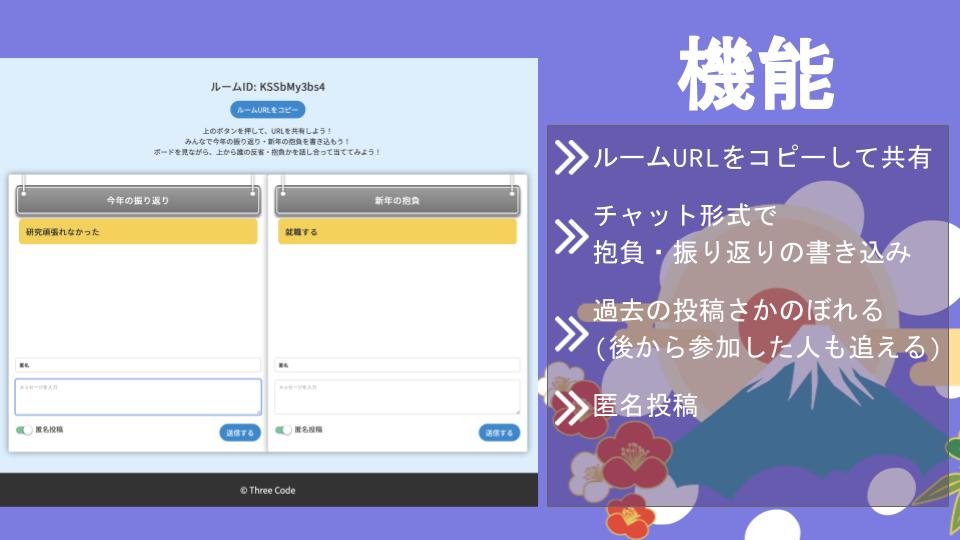 機能
ルームID: KSSbMy3bs4
ルームURLをコピー
上のボタンを押して、URLを共有しよう！
みんなで今年の振り返り・新年の抱負を書き込もう！
ボードを見ながら、上から誰の反省・抱負かを話し合って当ててみよう！
今年の振り返り
研究頑張れなかった
匿名
メッセージを入力
匿名投稿
送信する
新年の抱負
就職する
匿名
メッセージを入力
匿名投稿
送信する
© Three Code
ルームURLをコピーして共有
チャット形式で
抱負・振り返りの書き込み
過去の投稿さかのぼれる
(後から参加した人も追える)
匿名投稿